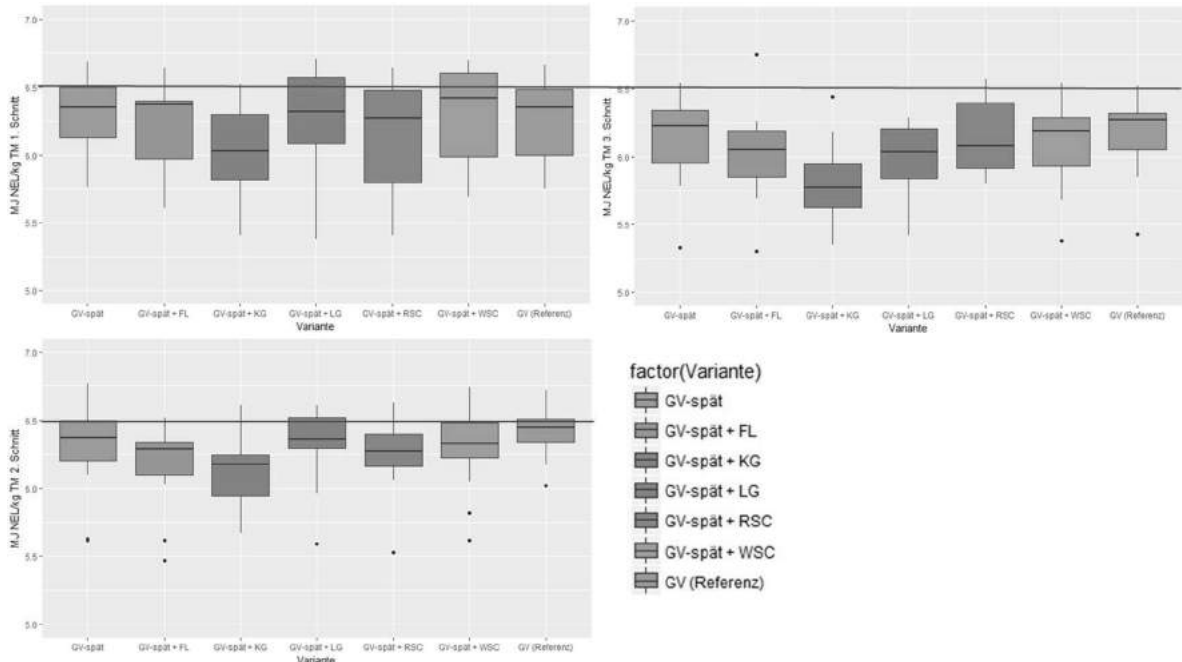 7.0
6.5
6.0
5.5
5.0
MJ NEL/kg TM 1. Schnitt
GV-spät
GV-spät + FL
GV-spät + KG
GV-spät + LG
GV-spät + RSC
GV-spät + WSC
GV (Referenz)
Variante
7.0
6.5
6.0
5.5
5.0
MJ NEL/kg TM 3. Schnitt
GV-spät
GV-spät + FL
GV-spät + KG
GV-spät + LG
GV-spät + RSC
GV-spät + WSC
GV (Referenz)
Variante
7.0
6.5
6.0
5.5
5.0
MJ NEL/kg TM 2. Schnitt
GV-spät
GV-spät + FL
GV-spät + KG
GV-spät + LG
GV-spät + RSC
GV-spät + WSC
GV (Referenz)
Variante
factor(Variante)
GV-spät
GV-spät + FL
GV-spät + KG
GV-spät + LG
GV-spät + RSC
GV-spät + WSC
GV (Referenz)